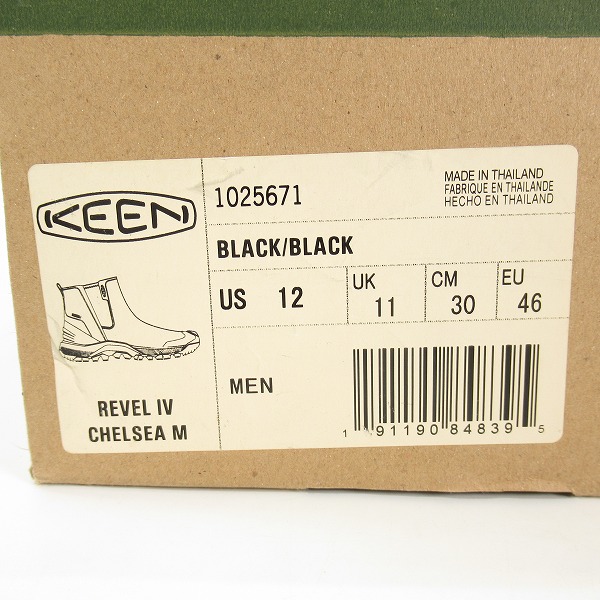 KEEN
1025671
MADE IN THAILAND
FABRIQUE EN THAILANDE
HECHO EN THAILAND
BLACK/BLACK
US 12
UK 11
CM 30
EU 46
MEN
REVEL IV
CHELSEA M
1 91190 84839 5